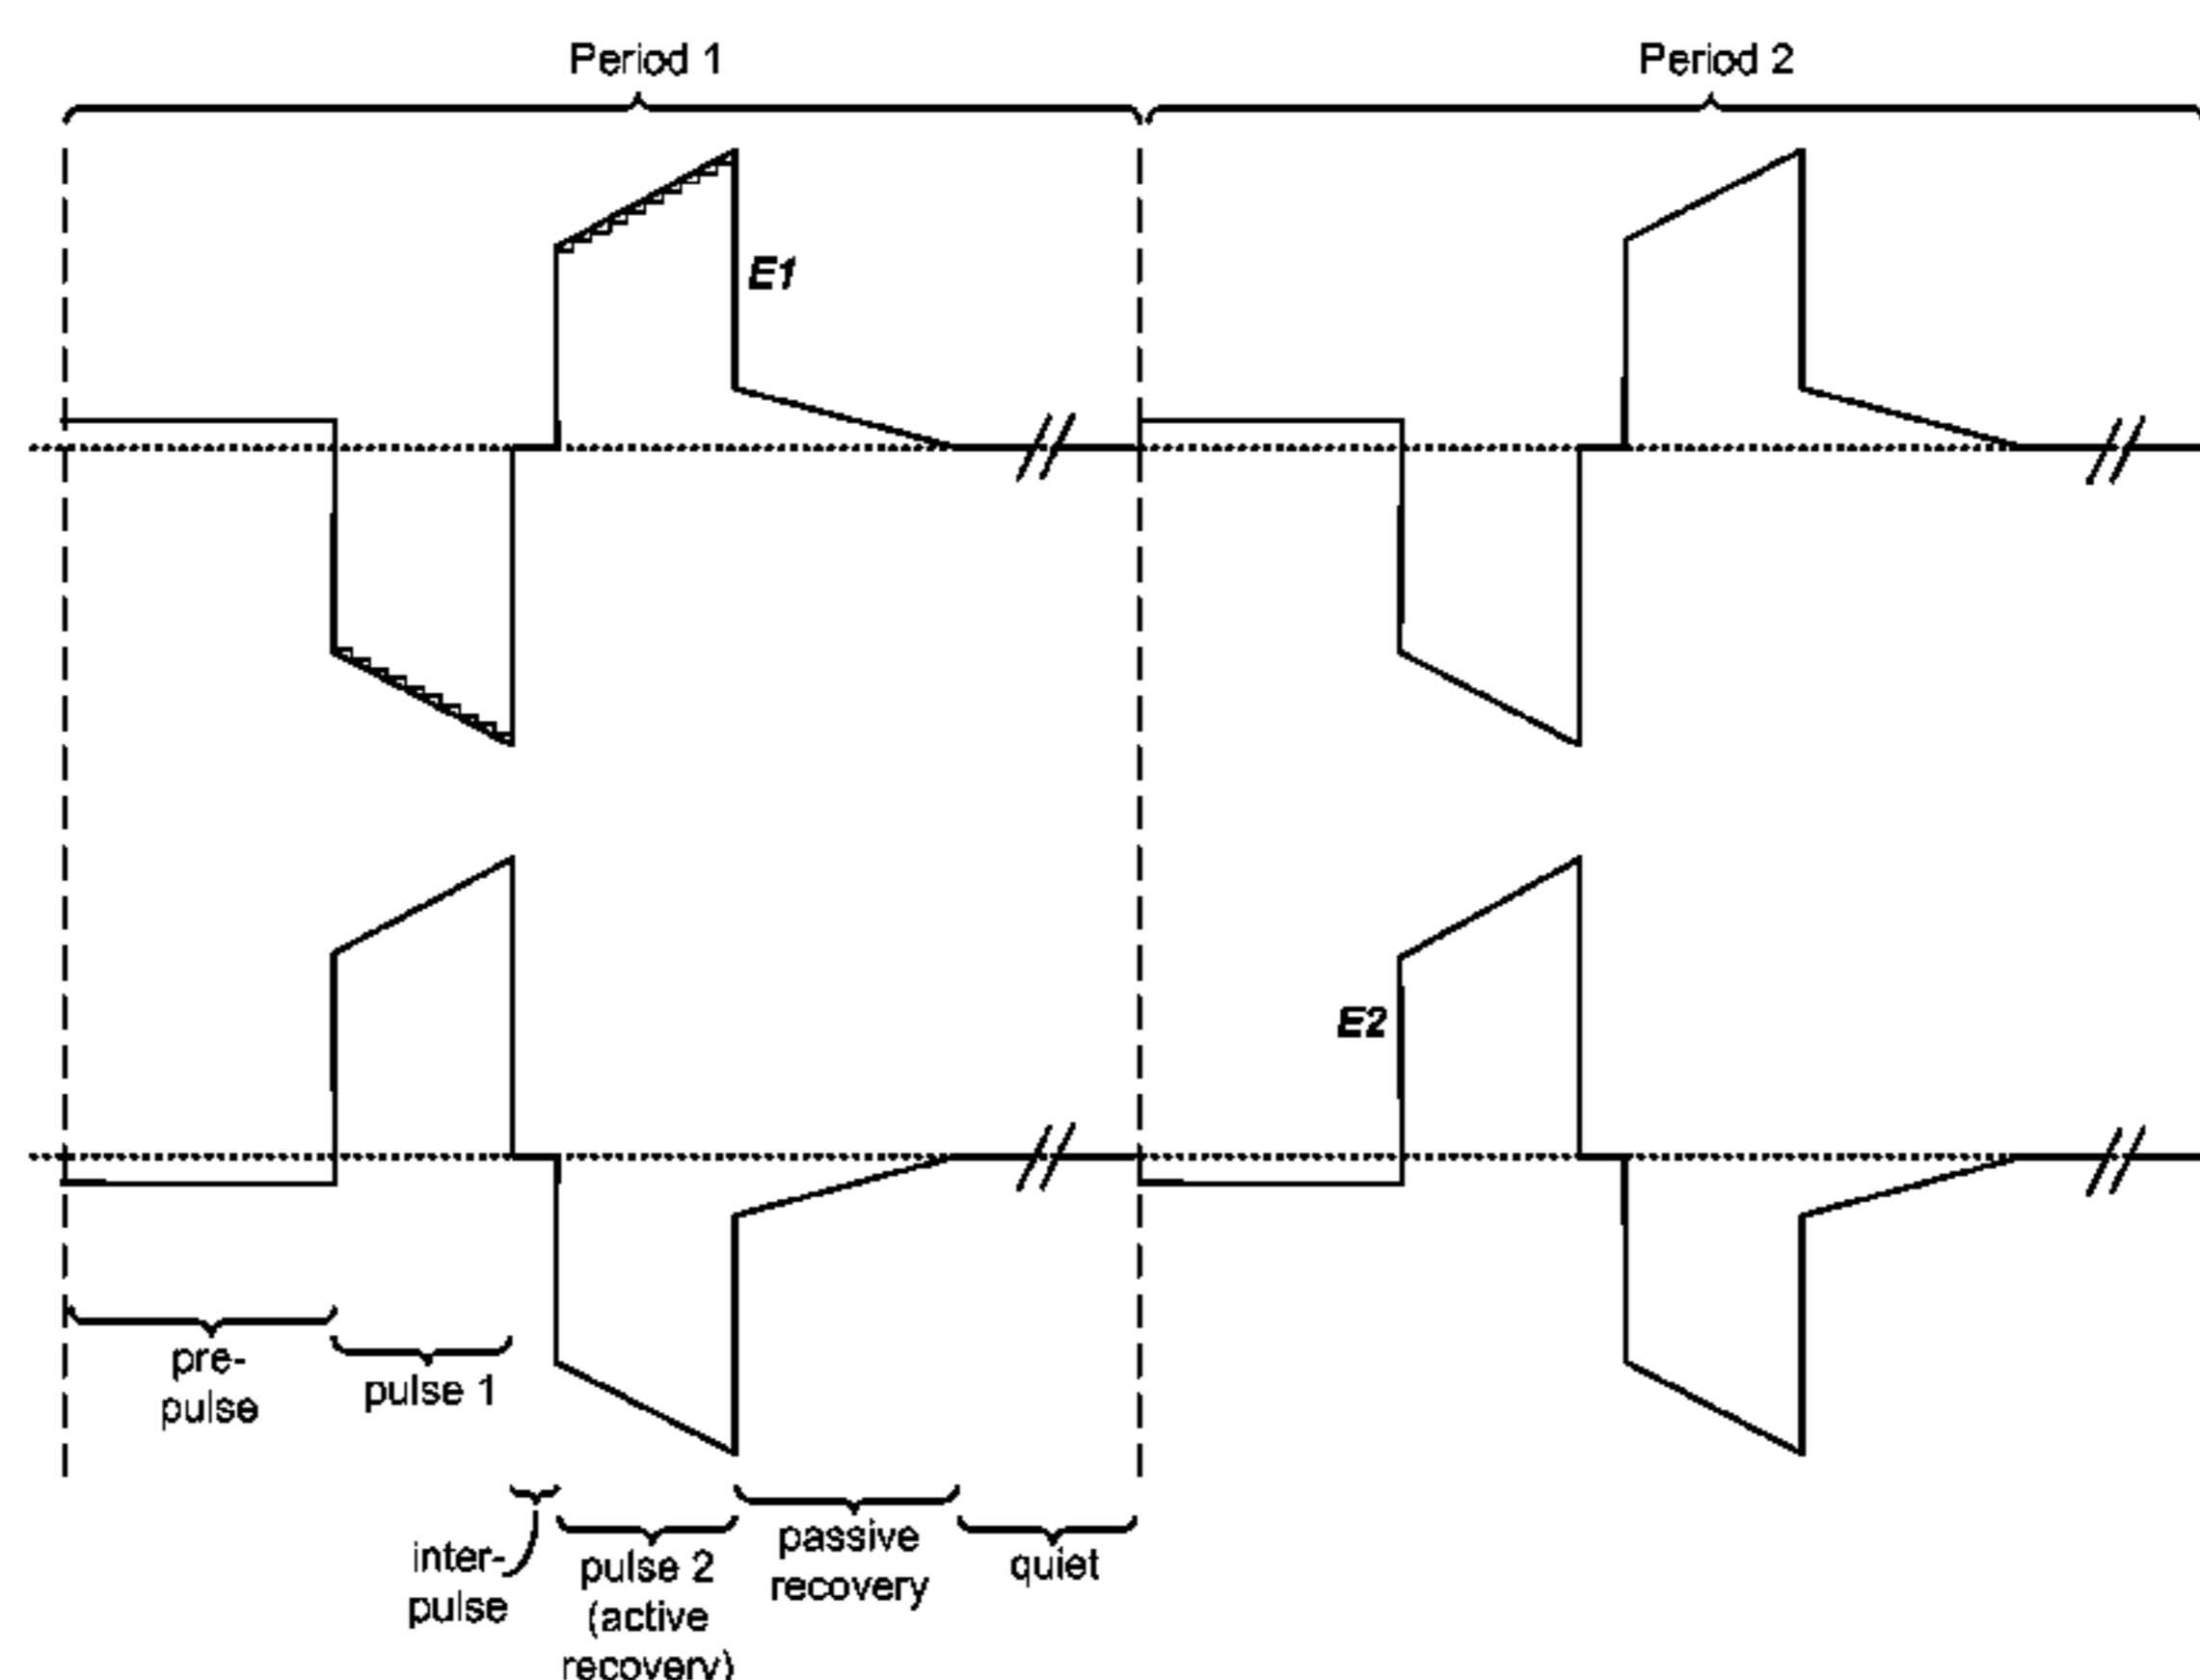 Period 1
Period 2
E1
E2
pre-
pulse
pulse 1
inter-
pulse
pulse 2
(active
recovery)
passive
recovery
quiet